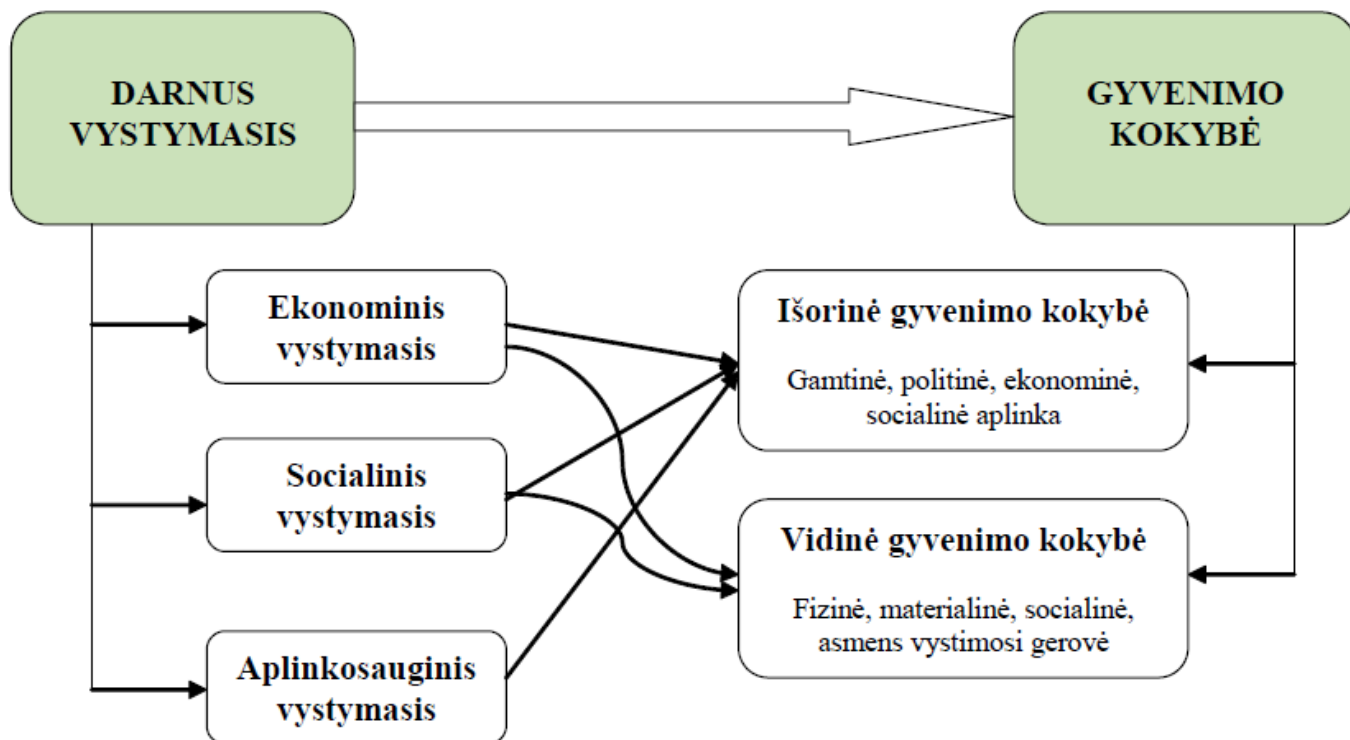 DARNUS
VYSTYMASIS
GYVENIMO
KOKYBĖ
Ekonominis
vystymasis
Socialinis
vystymasis
Aplinkosauginis
vystymasis
Išorinė gyvenimo kokybė
Gamtinė, politinė, ekonominė,
socialinė aplinka
Vidinė gyvenimo kokybė
Fizinė, materialinė, socialinė,
asmens vystimosi gerovė